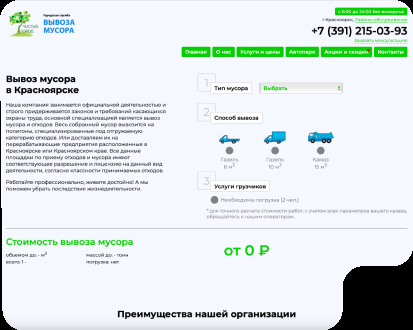 с 6:00 до 24:00 без выходных
г.Красноярск, Районы обслуживания
ЧИСТЫЙ ГОРОД
Городская служба
ВЫВОЗА
МУСОРА
+7 (391) 215-03-93
Заказать консультацию
Главная
О нас
Услуги и цены
Автопарк
Акции и скидки
Контакты
Вывоз мусора
в Красноярске
Наша компания занимается официальной деятельностью и
строго придерживается законов и требований касающихся
охраны труда, основной специализацией является вывоз
мусора и отходов. Весь собранный мусор вывозится на
полигоны, специализированные под отгружаемую
категорию отходов. Или доставляем их на
перерабатывающие предприятия расположенные в
Красноярске или Красноярском крае. Все данные
площадки по приему отходов и мусора имеют
соответствующие разрешение и лицензию на данный вид
деятельности, согласно классности принимаемых отходов.
Работайте профессионально, живите достойно! А мы
поможем убрать последствия жизнедеятельности.
1
Тип мусора
Выбрать
2
Способ вывоза
Газель
6 м³
Газель
10 м³
Камаз
15 м³
3
Услуги грузчиков
Необходима погрузка (2 чел.)
* для точного расчета стоимости работ, с учетом всех параметров вашего заказа,
обращайтесь к нашим операторам.
Стоимость вывоза мусора
объемом до: - м³
всего: 1 -
массой до: - тонн
погрузка: нет
от 0 ₽
Преимущества нашей организации